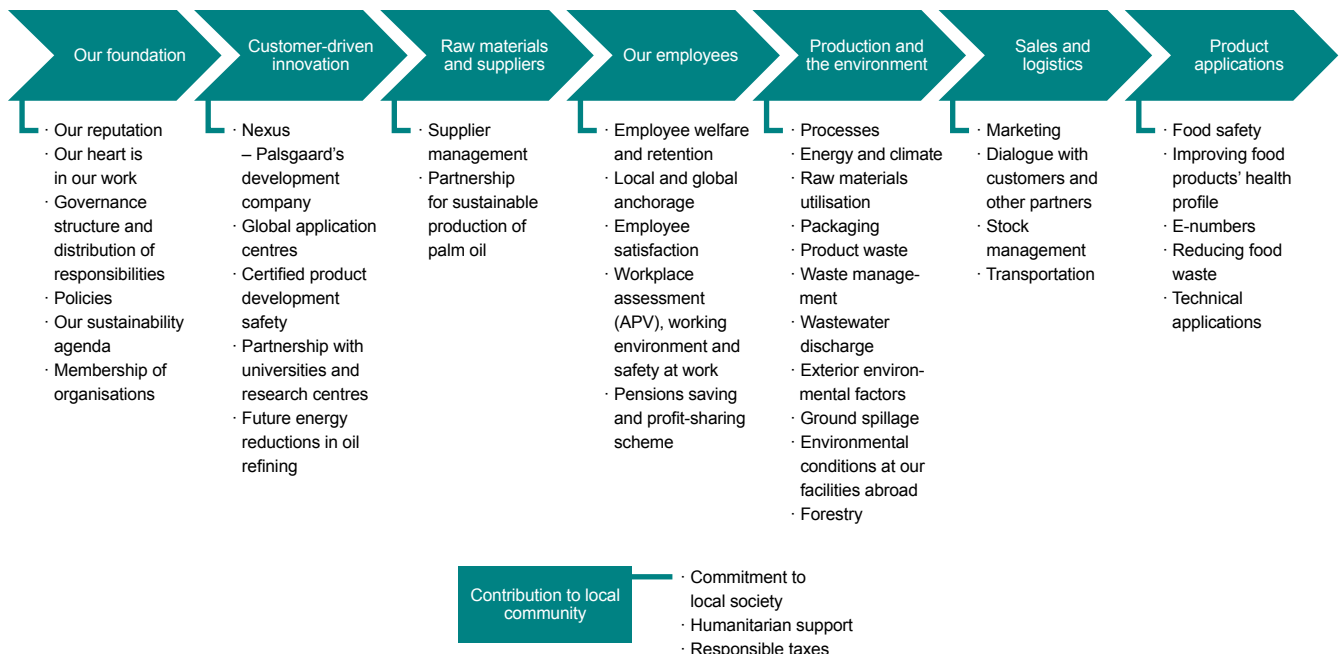 Our foundation
Customer-driven
innovation
Raw materials
and suppliers
Our employees
Production and
the environment
Sales and
logistics
Product
applications
· Our reputation
· Our heart is
in our work
· Governance
structure and
distribution of
responsibilities
· Policies
· Our sustainability
agenda
· Membership of
organisations
· Nexus
– Palsgaard's
development
company
· Global application
centres
· Certified product
development
safety
· Partnership with
universities and
research centres
· Future energy
reductions in oil
refining
· Supplier
management
· Partnership
for sustainable
production of
palm oil
· Employee welfare
and retention
· Local and global
anchorage
· Employee
satisfaction
· Workplace
assessment
(APV), working
environment and
safety at work
· Pensions saving
and profit-sharing
scheme
· Processes
· Energy and climate
· Raw materials
utilisation
· Packaging
· Product waste
· Waste manage-
ment
· Wastewater
discharge
· Exterior environ-
mental factors
· Ground spillage
· Environmental
conditions at our
facilities abroad
· Forestry
· Marketing
· Dialogue with
customers and
other partners
· Stock
management
· Transportation
· Food safety
· Improving food
products' health
profile
· E-numbers
· Reducing food
waste
· Technical
applications
Contribution to local
community
· Commitment to
local society
· Humanitarian support
· Responsible taxes